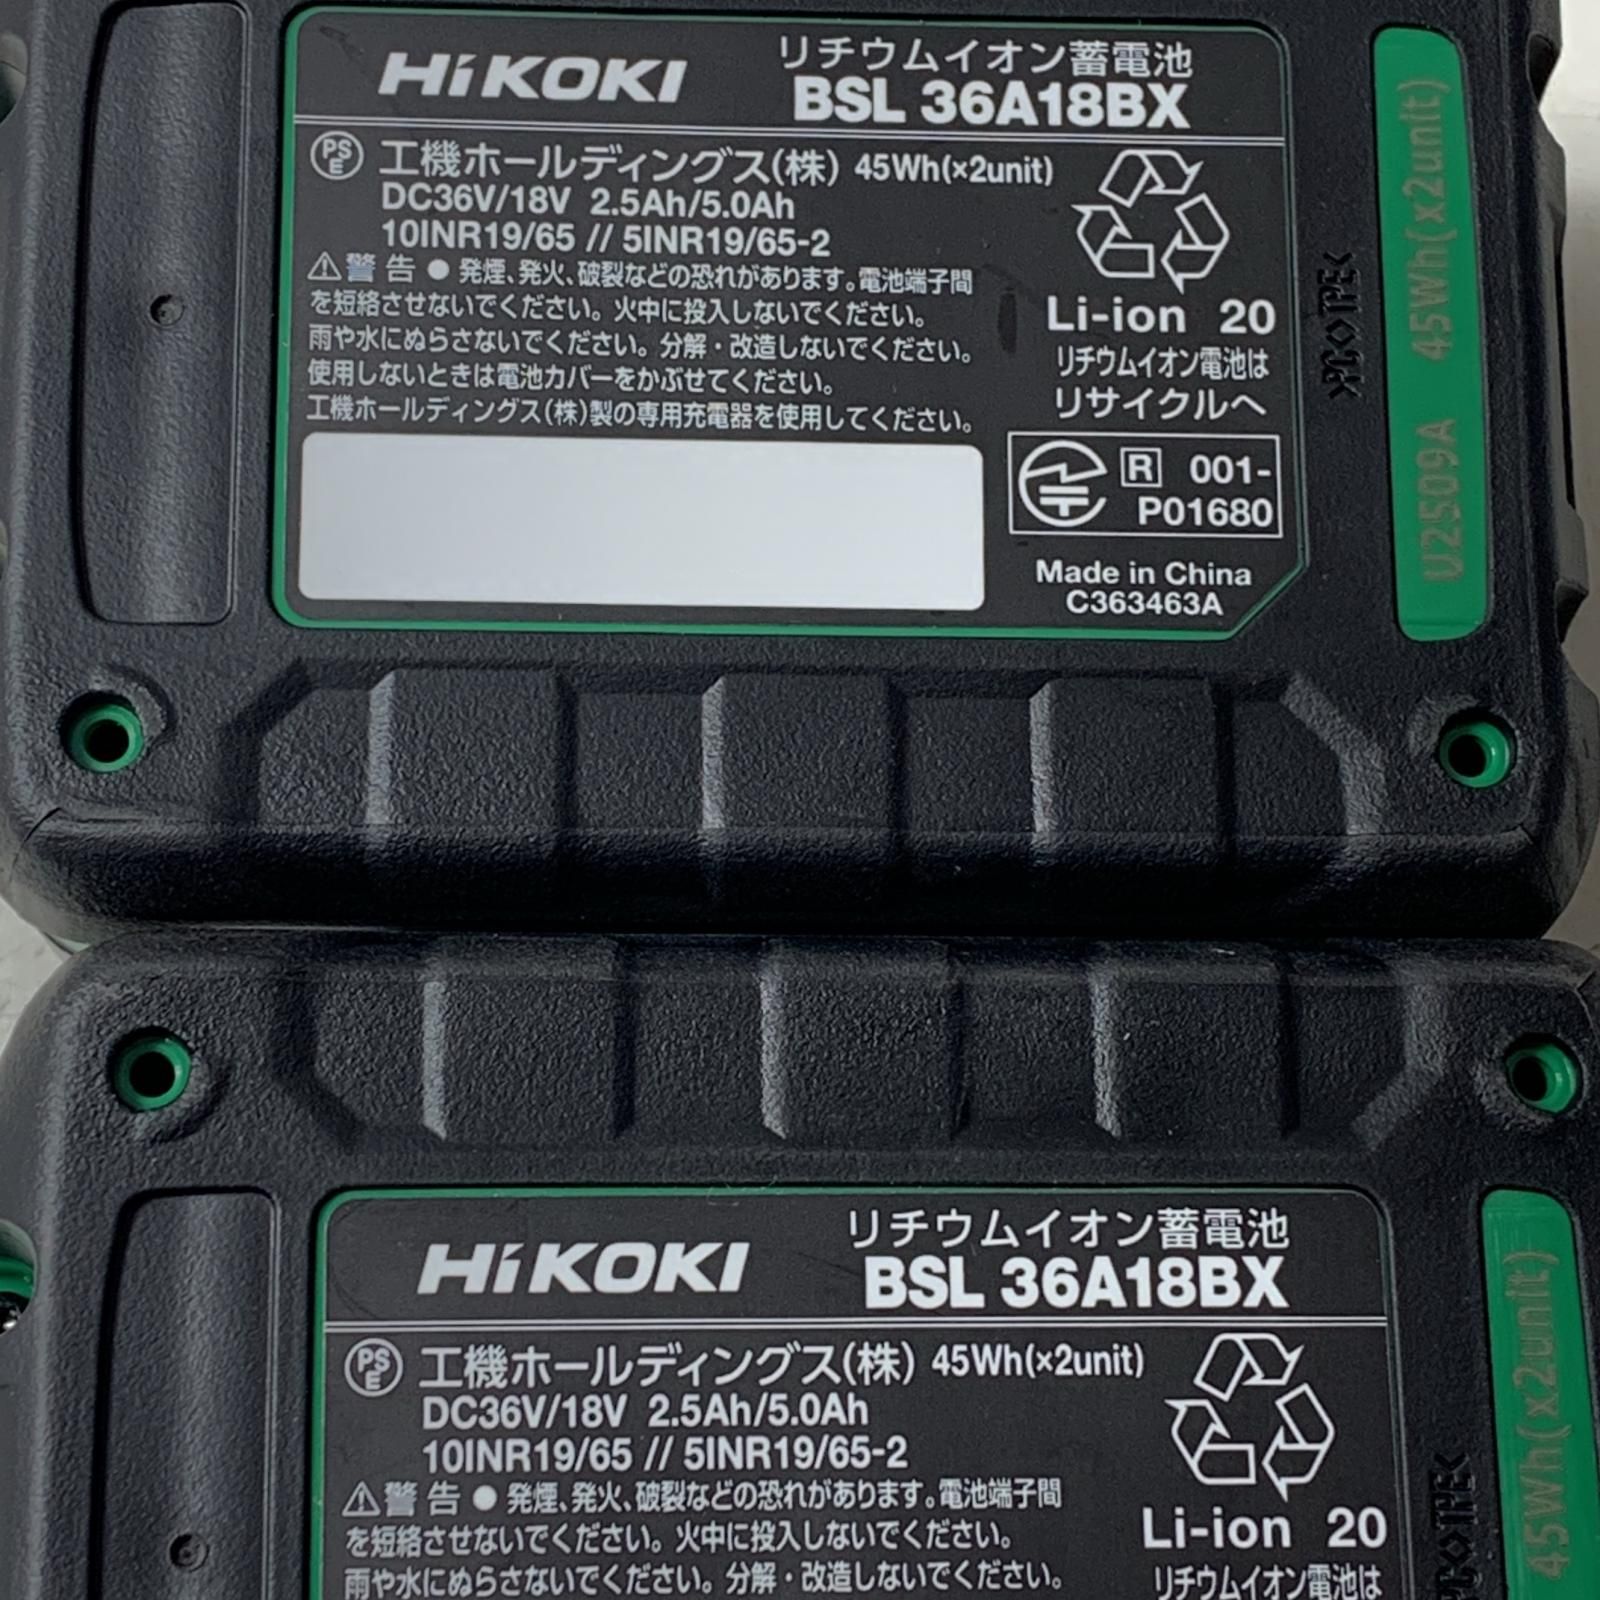 HiKOKI
リチウムイオン蓄電池
BSL 36A18BX
PS E 工機ホールディングス(株) 45Wh(×2unit)
DC36V/18V 2.5Ah/5.0Ah
10INR19/65 // 5INR19/65-2
⚠警告 ● 発煙、発火、破裂などの恐れがあります。電池端子間
を短絡させないでください。火中に投入しないでください。
雨や水にぬらさないでください。分解・改造しないでください。
使用しないときは電池カバーをかぶせてください。
工機ホールディングス(株)製の専用充電器を使用してください。
Li-ion 20
リチウムイオン電池は
リサイクルへ
R 001-
P01680
Made in China
C363463A
U2509A 45Wh(x2unit)
HiKOKI
リチウムイオン蓄電池
BSL 36A18BX
PS E 工機ホールディングス(株) 45Wh(×2unit)
DC36V/18V 2.5Ah/5.0Ah
10INR19/65 // 5INR19/65-2
⚠警告 ● 発煙、発火、破裂などの恐れがあります。電池端子間
を短絡させないでください。火中に投入しないでください。
雨や水にぬらさないでください。分解・改造しないでください。
Li-ion 20
リチウムイオン電池は
45Wh(x2unit)